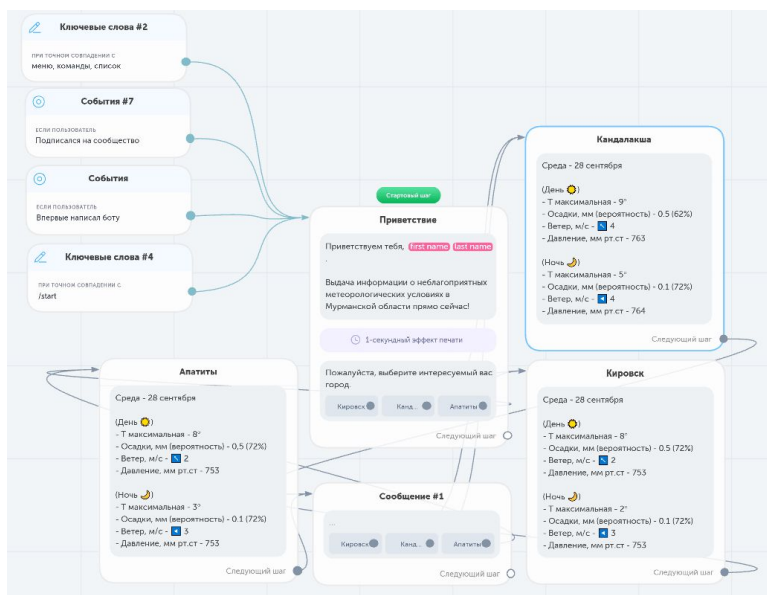 Ключевые слова #2
ПРИ ТОЧНОМ СОВПАДЕНИИ С
меню, команды, список
События #7
ЕСЛИ ПОЛЬЗОВАТЕЛЬ
Подписался на сообщество
События
ЕСЛИ ПОЛЬЗОВАТЕЛЬ
Впервые написал боту
Ключевые слова #4
ПРИ ТОЧНОМ СОВПАДЕНИИ С
/start
Стартовый шаг
Приветствие
Приветствуем тебя, first name last name
.
Выдача информации о неблагоприятных
метеорологических условиях в
Мурманской области прямо сейчас!
1-секундный эффект печати
Пожалуйста, выберите интересуемый вас
город.
Кировск Канд... Апатиты
Следующий шаг
Кандалакша
Среда - 28 сентября
(День 🌞)
- Т максимальная - 9°
- Осадки, мм (вероятность) - 0.5 (62%)
- Ветер, м/с - ↖ 4
- Давление, мм рт.ст - 763
(Ночь 🌙)
- Т максимальная - 5°
- Осадки, мм (вероятность) - 0.1 (72%)
- Ветер, м/с - ◀ 4
- Давление, мм рт.ст - 764
Следующий шаг
Апатиты
Среда - 28 сентября
(День 🌞)
- Т максимальная - 8°
- Осадки, мм (вероятность) - 0,5 (72%)
- Ветер, м/с - ↖ 2
- Давление, мм рт.ст - 753
(Ночь 🌙)
- Т максимальная - 3°
- Осадки, мм (вероятность) - 0.1 (72%)
- Ветер, м/с - ◀ 3
- Давление, мм рт.ст - 753
Следующий шаг
Сообщение #1
...
Кировск Канд... Апатиты
Следующий шаг
Кировск
Среда - 28 сентября
(День 🌞)
- Т максимальная - 8°
- Осадки, мм (вероятность) - 0.5 (72%)
- Ветер, м/с - ↖ 2
- Давление, мм рт.ст - 753
(Ночь 🌙)
- Т максимальная - 2°
- Осадки, мм (вероятность) - 0.1 (72%)
- Ветер, м/с - ◀ 3
- Давление, мм рт.ст - 753
Следующий шаг